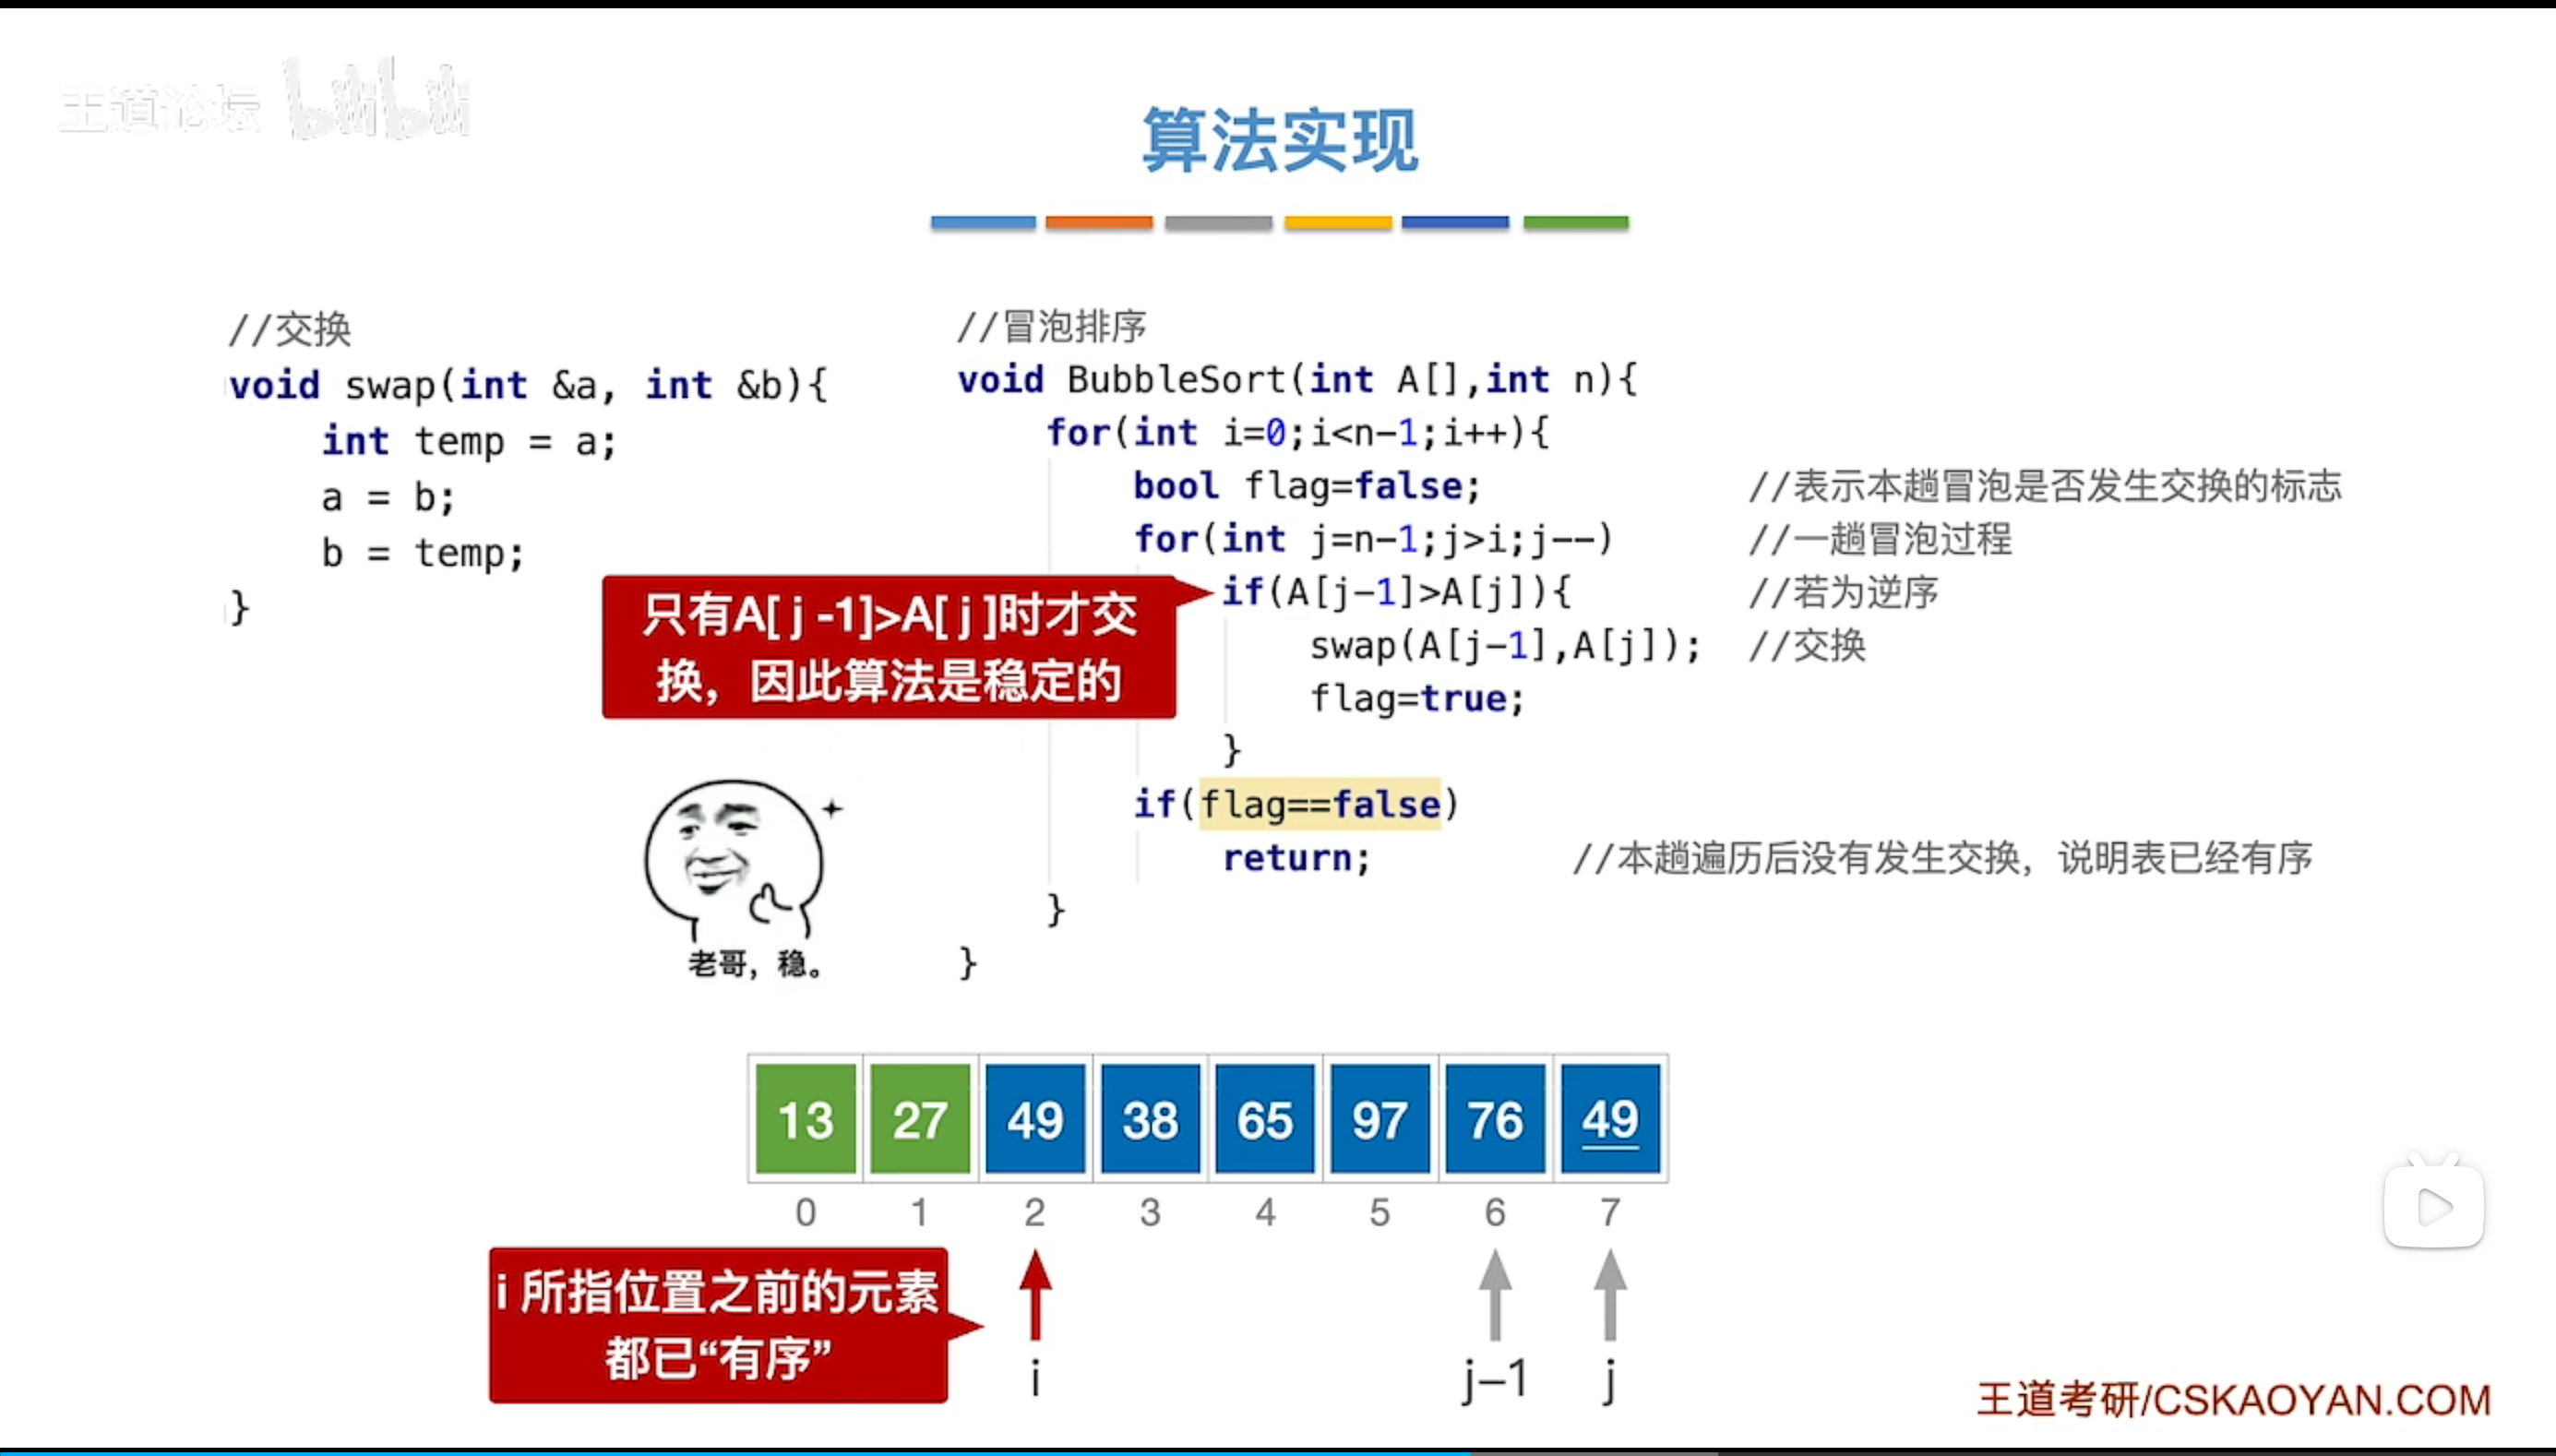 王道论坛 bilibili
算法实现
//交换
void swap(int &a, int &b){
int temp = a;
a = b;
b = temp;
}
//冒泡排序
void BubbleSort(int A[],int n){
for(int i=0;i<n-1;i++){
bool flag=false; //表示本趟冒泡是否发生交换的标志
for(int j=n-1;j>i;j--) //一趟冒泡过程
if(A[j-1]>A[j]){ //若为逆序
swap(A[j-1],A[j]); //交换
flag=true;
}
if(flag==false)
return; //本趟遍历后没有发生交换，说明表已经有序
}
}
只有A[ j -1]>A[ j ]时才交
换，因此算法是稳定的
老哥，稳。
13 27 49 38 65 97 76 49
0 1 2 3 4 5 6 7
i 所指位置之前的元素
都已“有序”
i j-1 j
王道考研/CSKAOYAN.COM